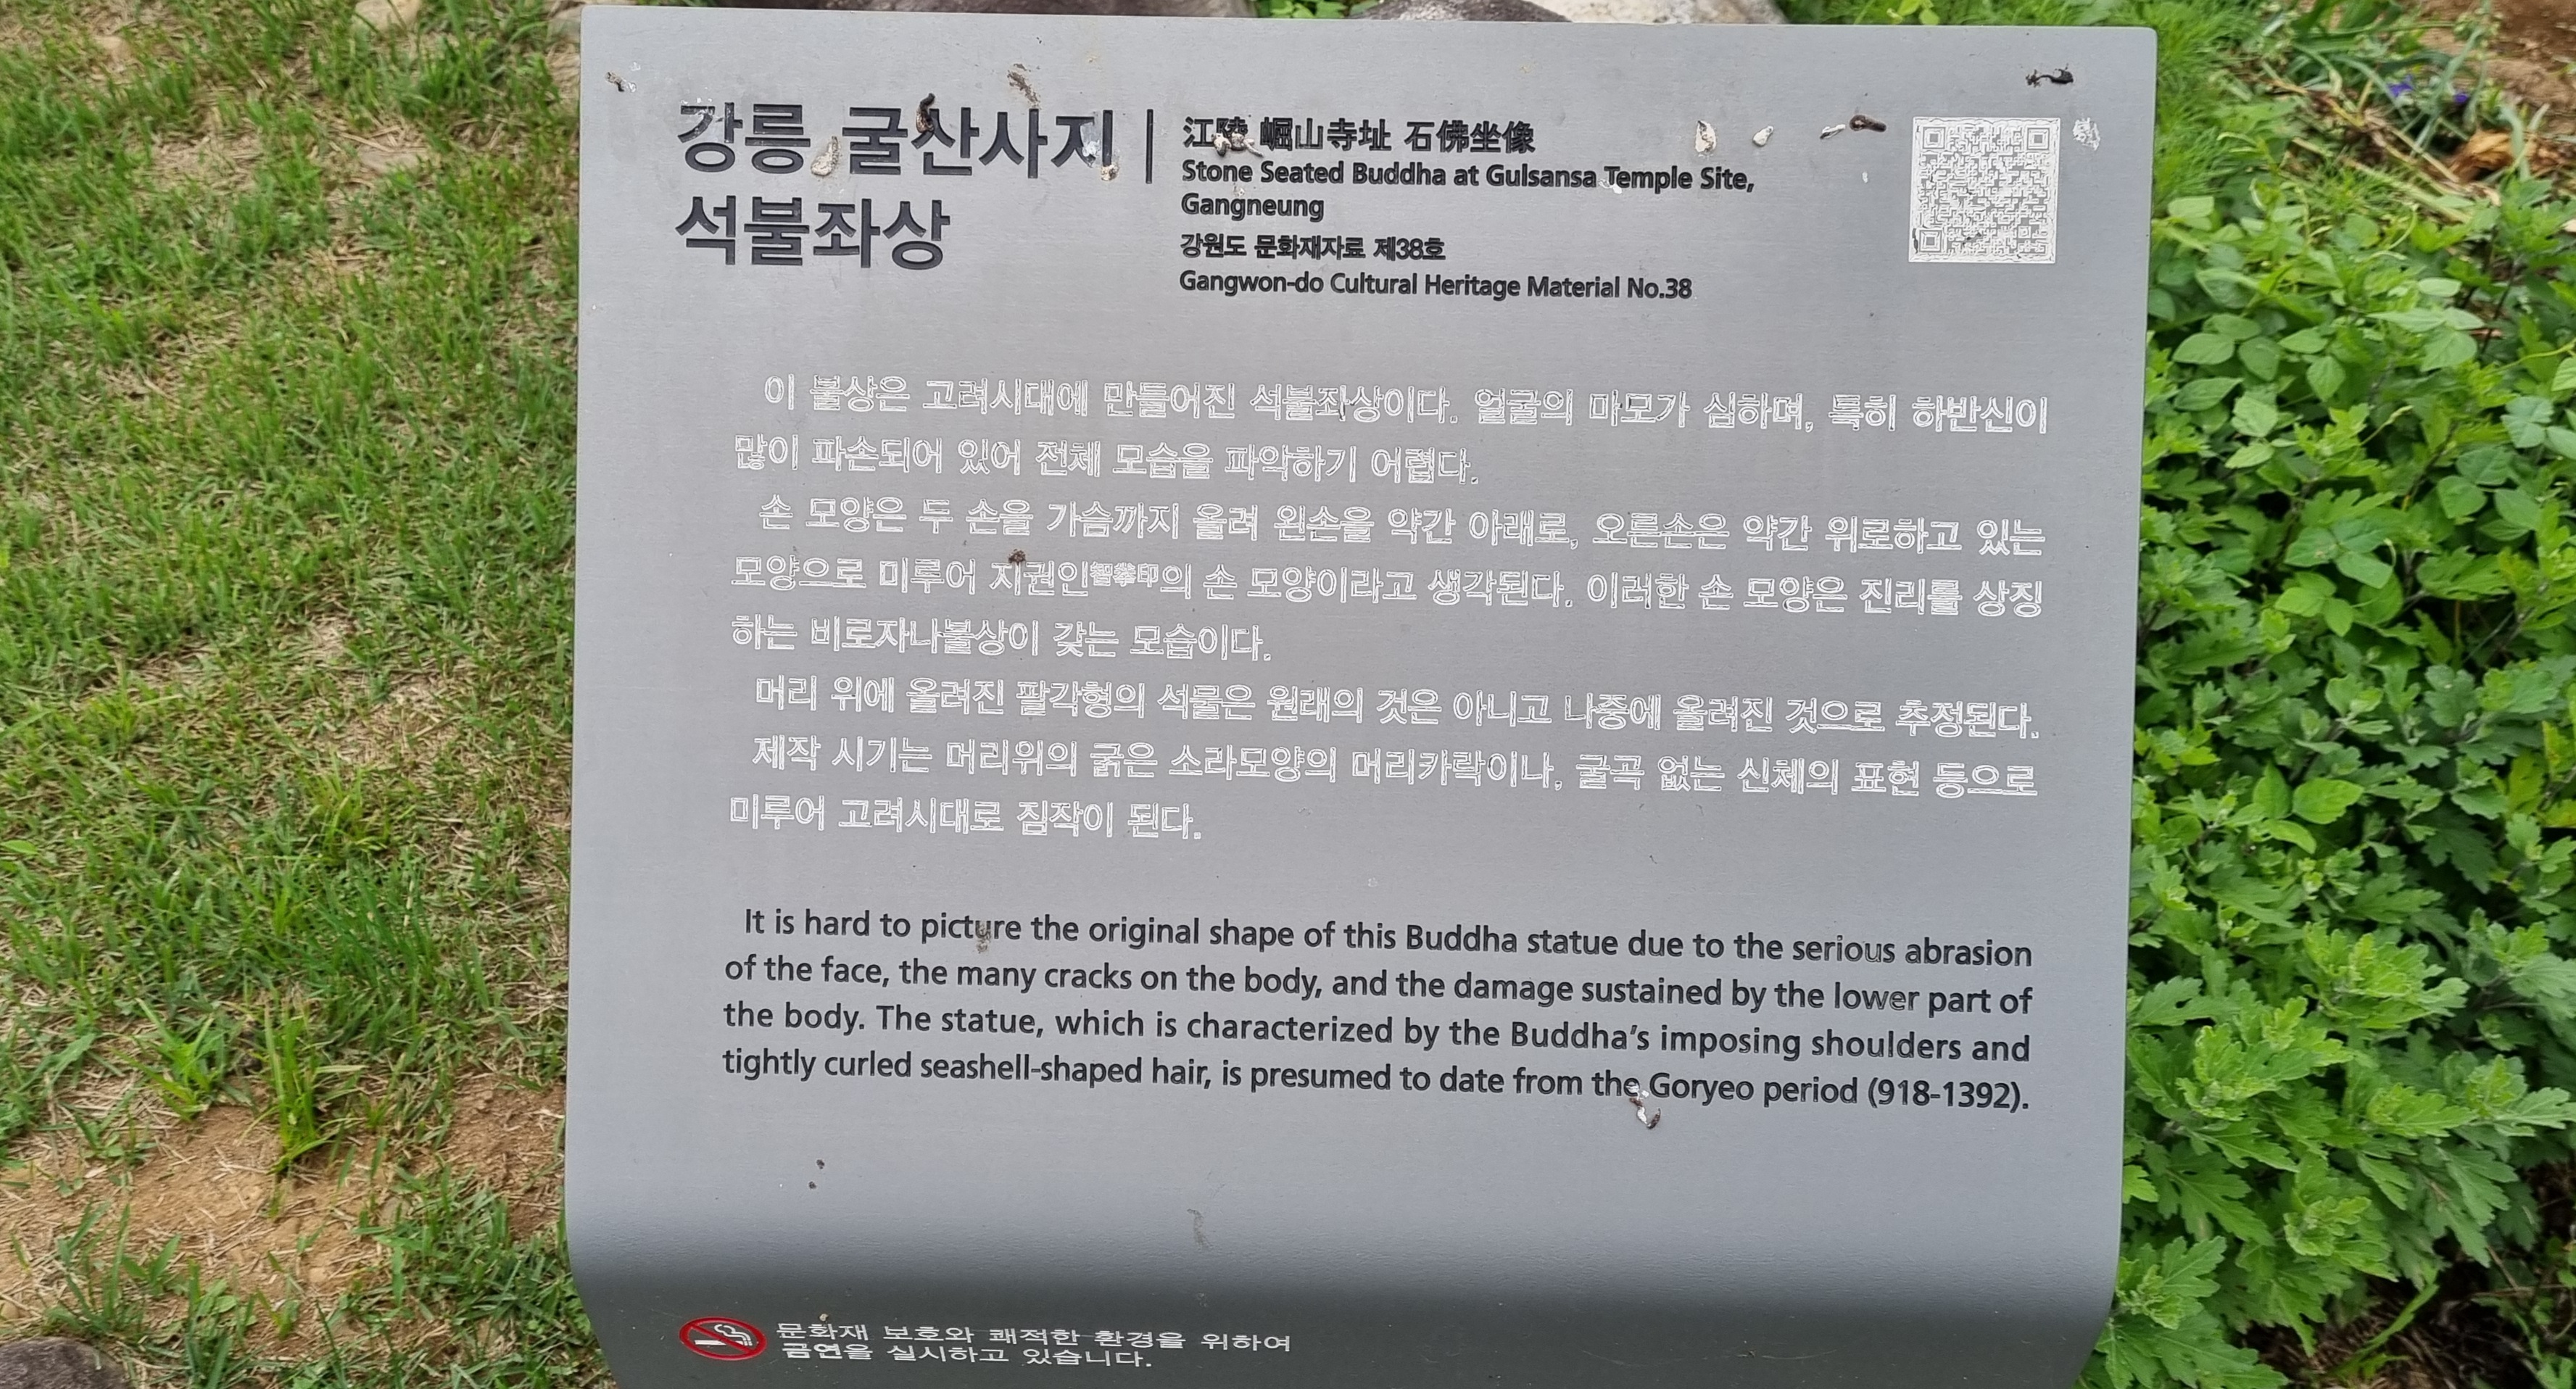 강릉 굴산사지
석불좌상
江陵 崛山寺址 石佛坐像
Stone Seated Buddha at Gulsansa Temple Site,
Gangneung
강원도 문화재자료 제38호
Gangwon-do Cultural Heritage Material No.38
이 불상은 고려시대에 만들어진 석불좌상이다. 얼굴의 마모가 심하며, 특히 하반신이
많이 파손되어 있어 전체 모습을 파악하기 어렵다.
손 모양은 두 손을 가슴까지 올려 왼손을 약간 아래로, 오른손은 약간 위로하고 있는
모양으로 미루어 지권인智拳印의 손 모양이라고 생각된다. 이러한 손 모양은 진리를 상징
하는 비로자나불상이 갖는 모습이다.
머리 위에 올려진 팔각형의 석물은 원래의 것은 아니고 나중에 올려진 것으로 추정된다.
제작 시기는 머리위의 굵은 소라모양의 머리카락이나, 굴곡 없는 신체의 표현 등으로
미루어 고려시대로 짐작이 된다.
It is hard to picture the original shape of this Buddha statue due to the serious abrasion
of the face, the many cracks on the body, and the damage sustained by the lower part of
the body. The statue, which is characterized by the Buddha’s imposing shoulders and
tightly curled seashell-shaped hair, is presumed to date from the Goryeo period (918-1392).
문화재 보호와 쾌적한 환경을 위하여
금연을 실시하고 있습니다.